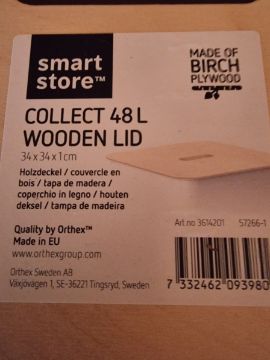 smart
store™
MADE OF
BIRCH
PLYWOOD
COLLECT 48 L
WOODEN LID
34 x 34 x 1 cm
Holzdeckel / couvercle en
bois / tapa de madera /
coperchio in legno / houten
deksel / tampa de madeira
Art.no 3614201
57266-1
Quality by Orthex™
Made in EU
www.orthexgroup.com
Orthex Sweden AB
Växjövägen 1, SE-36221 Tingsryd, Sweden
7 332462 093980